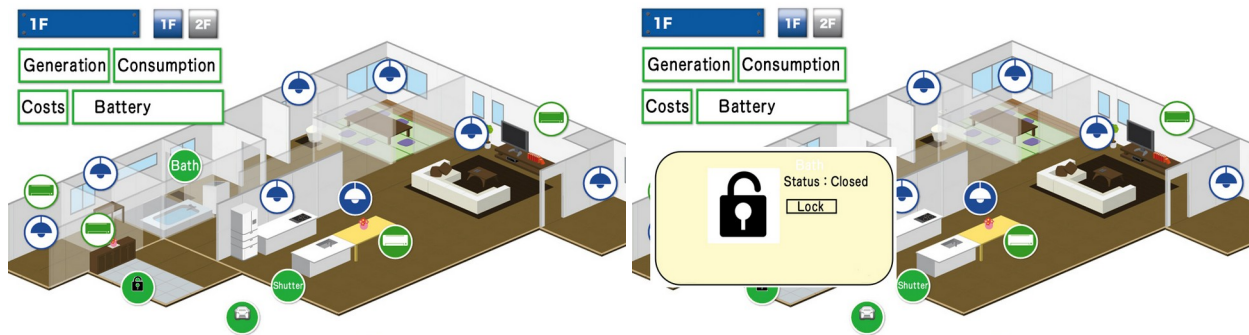 1F
1F
2F
Generation
Consumption
Costs
Battery
Bath
Shutter
1F
1F
2F
Generation
Consumption
Costs
Battery
Bath
Status : Closed
Lock
Shutter